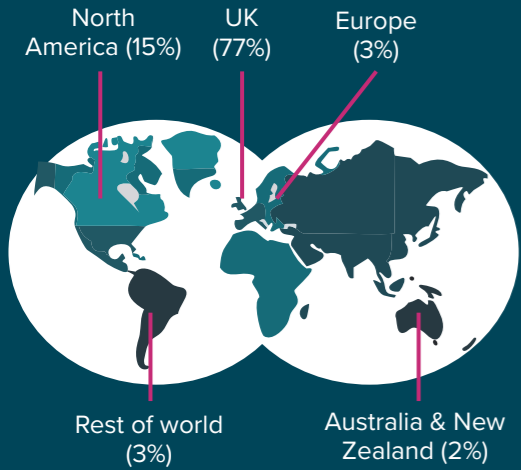 North
America (15%)
UK
(77%)
Europe
(3%)
Rest of world
(3%)
Australia & New
Zealand (2%)